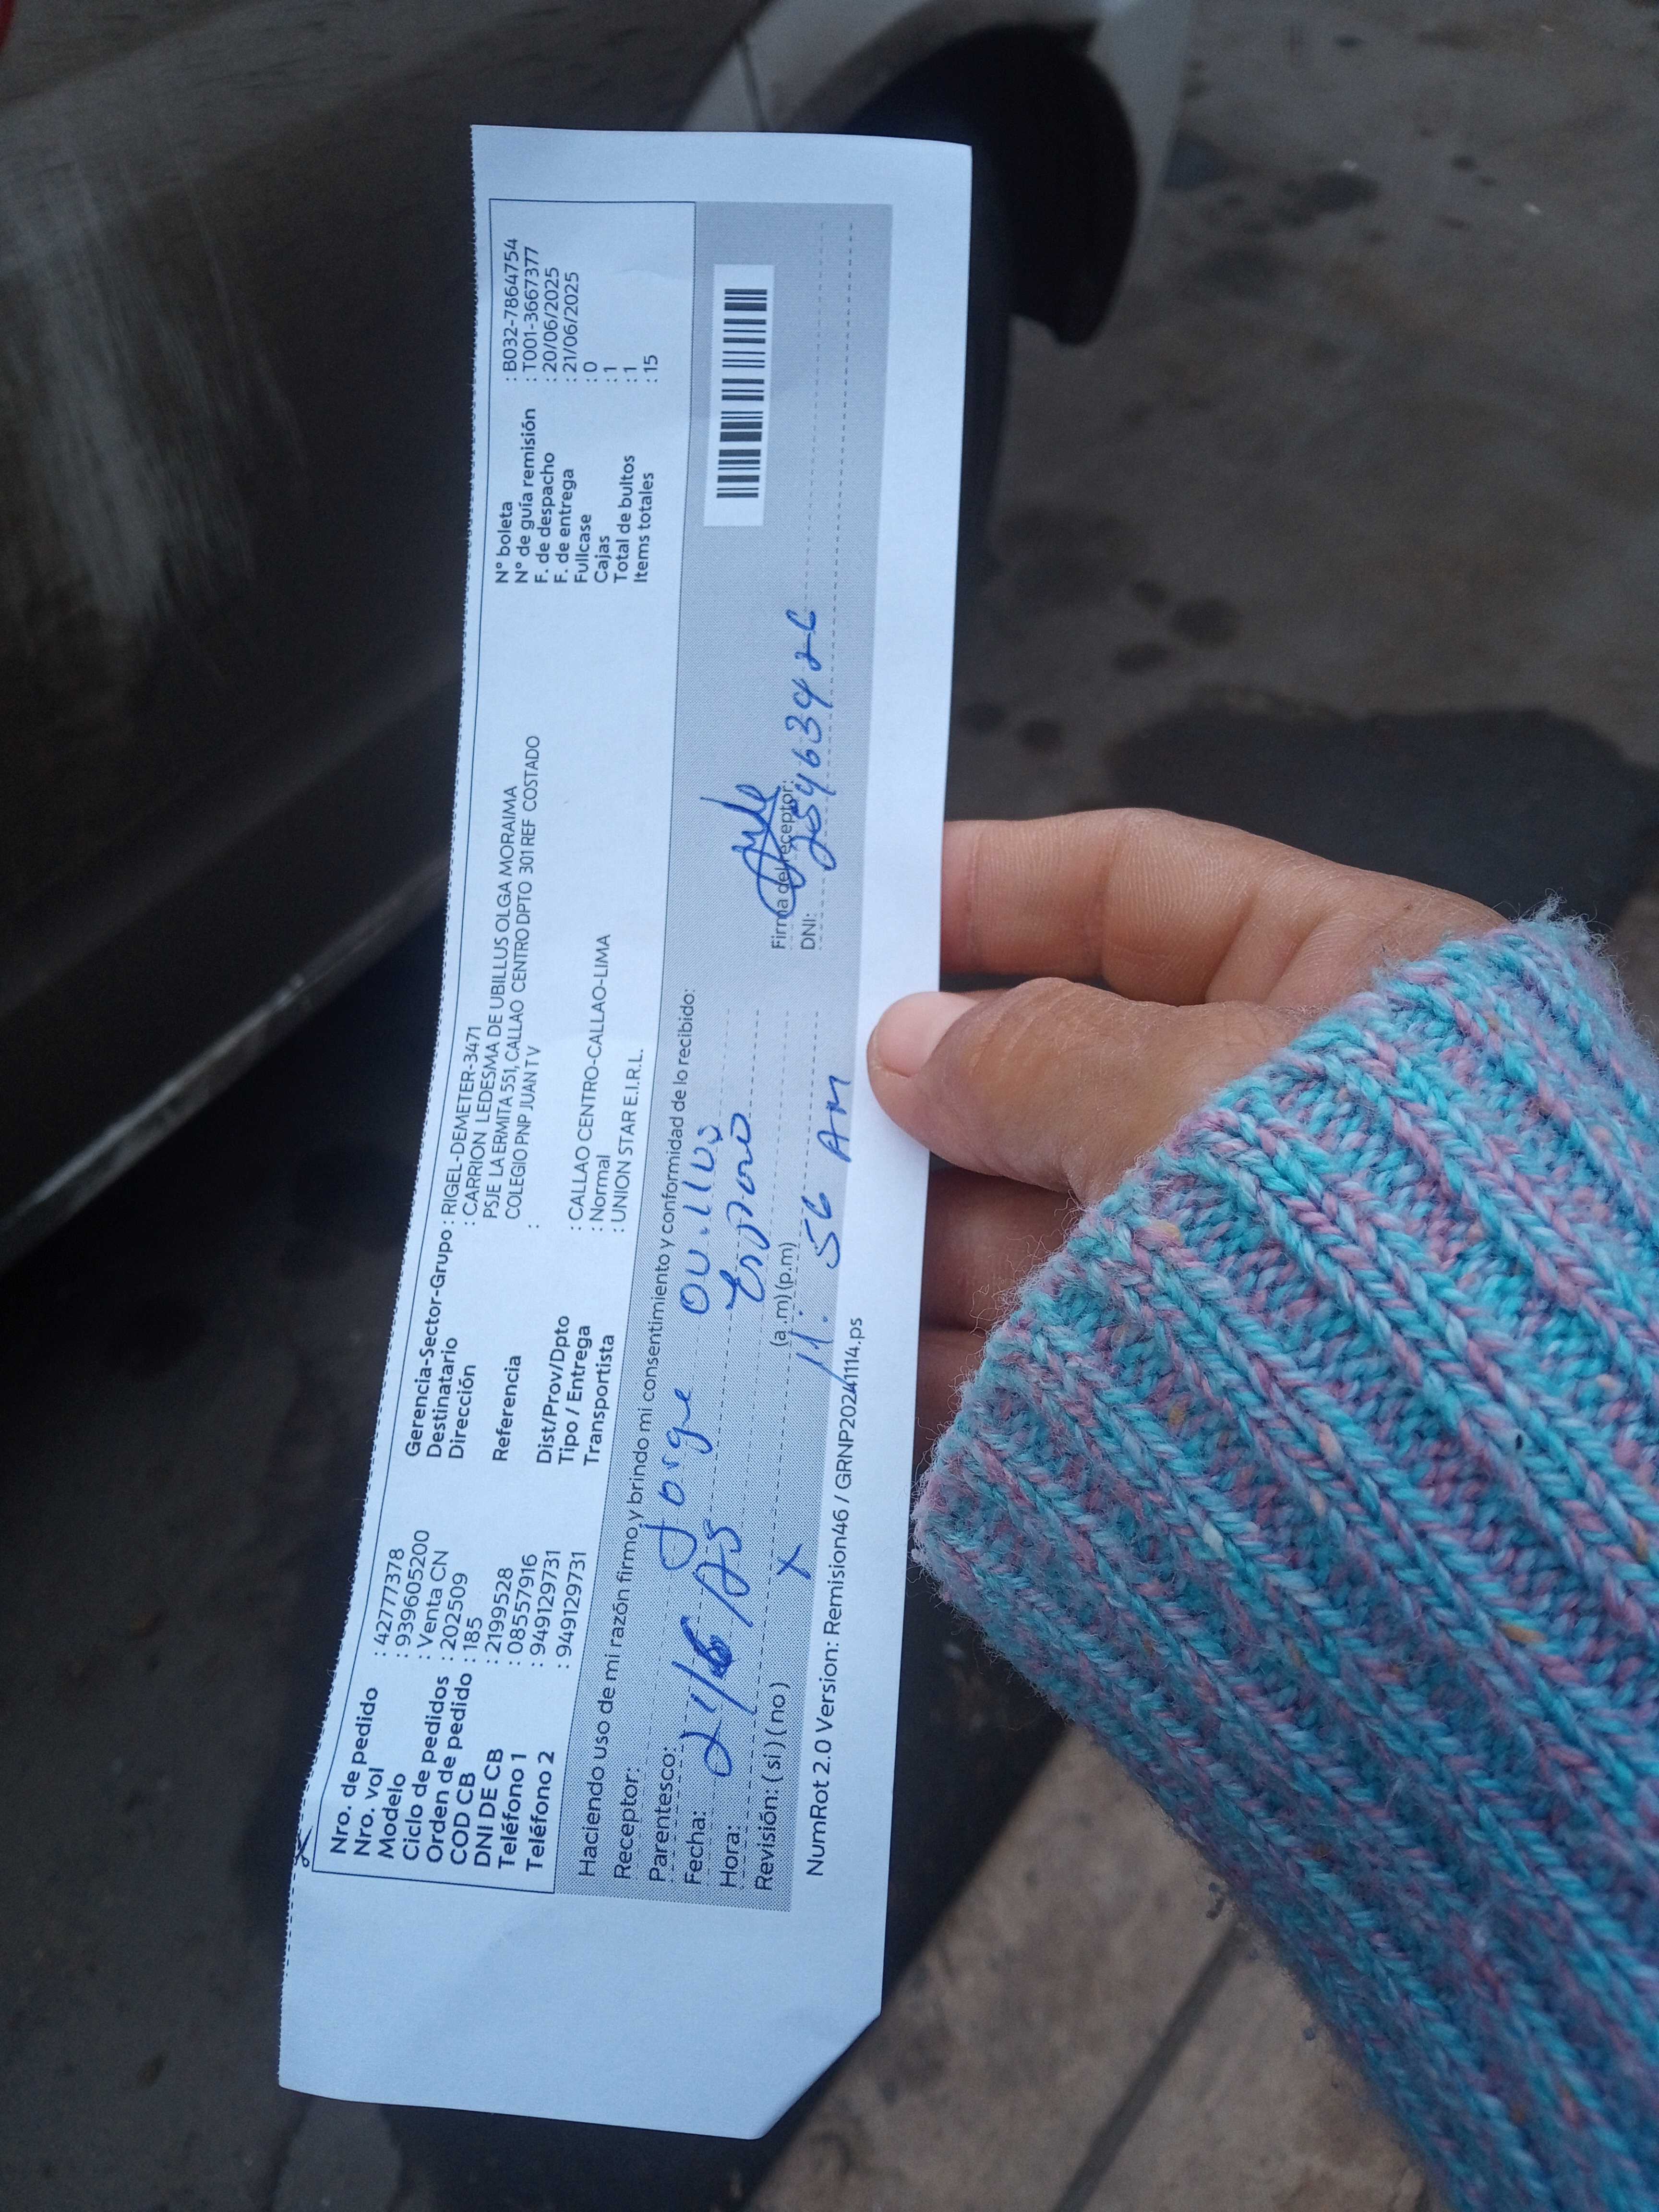 Nro. de pedido : 42777378
Nro. vol : 9396605200
Modelo : Venta CN
Ciclo de pedidos : 202509
Orden de pedido : 185
COD CB : 2199528
DNI DE CB : 08557916
Teléfono 1 : 949129731
Teléfono 2 : 949129731
Gerencia-Sector-Grupo : RIGEL-DEMETER-3471
Destinatario : CARRION LEDESMA DE UBILLUS OLGA MORAIMA
Dirección PSJE. LA ERMITA 551, CALLAO CENTRO DPTO 301 REF COSTADO
COLEGIO PNP JUAN T V
Referencia :
Dist/Prov/Dpto : CALLAO CENTRO-CALLAO-LIMA
Tipo / Entrega : Normal
Transportista : UNION STAR E.I.R.L.
N° boleta : B032-7864754
N° de guía remisión : T001-3667377
F. de despacho : 20/06/2025
F. de entrega : 21/06/2025
Fullcase : 0
Cajas : 1
Total de bultos : 1
Items totales : 15
Haciendo uso de mi razón firmo y brindo mi consentimiento y conformidad de lo recibido:
Receptor: Jorge
Parentesco: Esposo
Fecha: 21/6/25
Hora: (a.m) (p.m) 11:56 AM
Revisión: ( si ) ( no ) X
Firma del receptor:
DNI: 25463426
NumRot 2.0 Version: Remision46 / GRNP20241114.ps